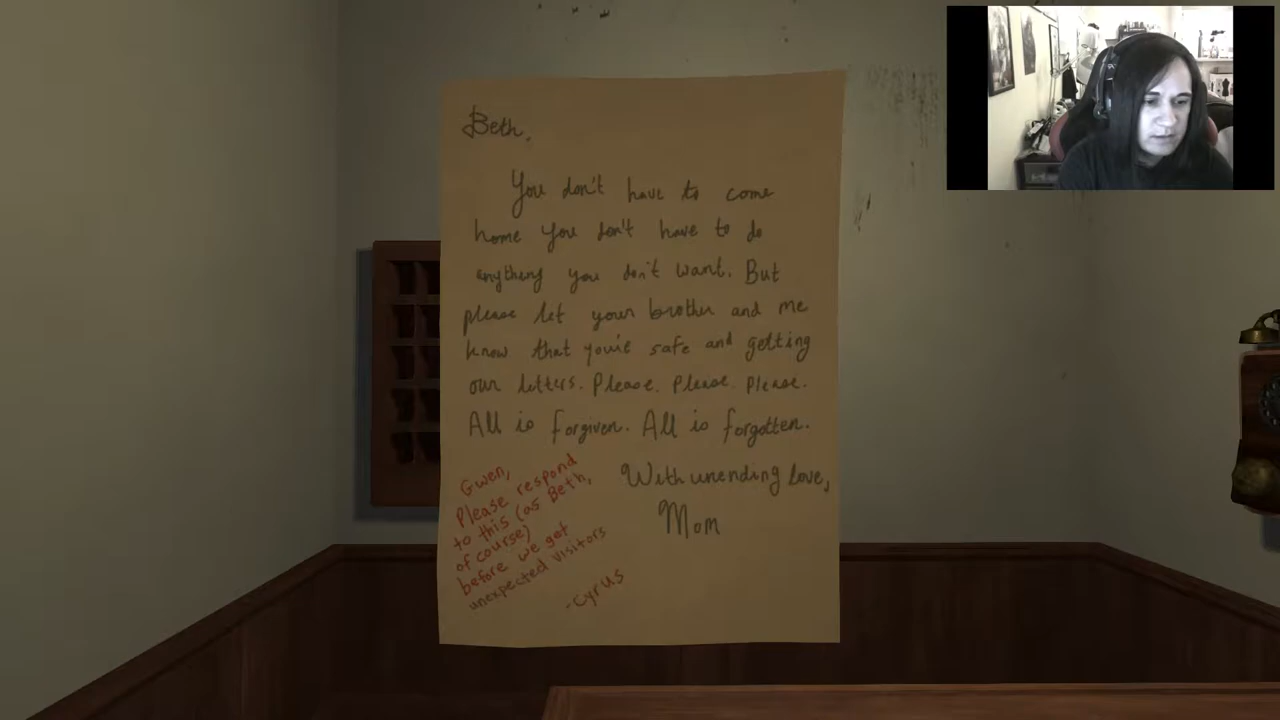 Beth,
You don't have to come
home you don't have to do
anything you don't want. But
please let your brother and me
know that you're safe and getting
our letters. Please. Please. Please.
All is forgiven. All is forgotten.
With unending love,
Mom
Gwen,
Please respond
to this (as Beth,
of course)
before we get
unexpected visitors
-Cyrus